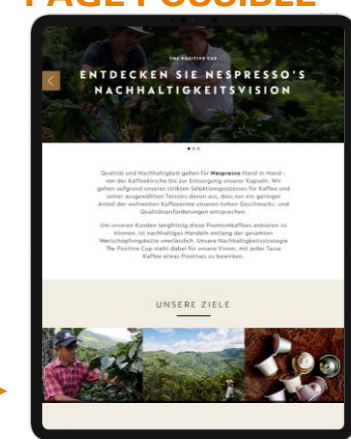 PAGE POSSIBLE
THE POSITIVE CUP
ENTDECKEN SIE NESPRESSO'S
NACHHALTIGKEITSVISION
Qualität und Nachhaltigkeit gehen für Nespresso Hand in Hand –
von der Kaffeekirsche bis zur Entsorgung unserer Kapseln. Wir
gehen aufgrund unseres strikten Selektionsprozesses für Kaffee und
seiner ausgewählten Terroirs davon aus, dass nur ein geringer
Anteil der weltweiten Kaffeeernte unseren hohen Geschmacks- und
Qualitätsanforderungen entsprechen.
Um unseren Kunden langfristig diese Premiumkaffees anbieten zu
können, ist nachhaltiges Handeln entlang der gesamten
Wertschöpfungskette unerlässlich. Unsere Nachhaltigkeitsstrategie
The Positive Cup steht dabei für unsere Vision, mit jeder Tasse
Kaffee etwas Positives zu bewirken.
UNSERE ZIELE